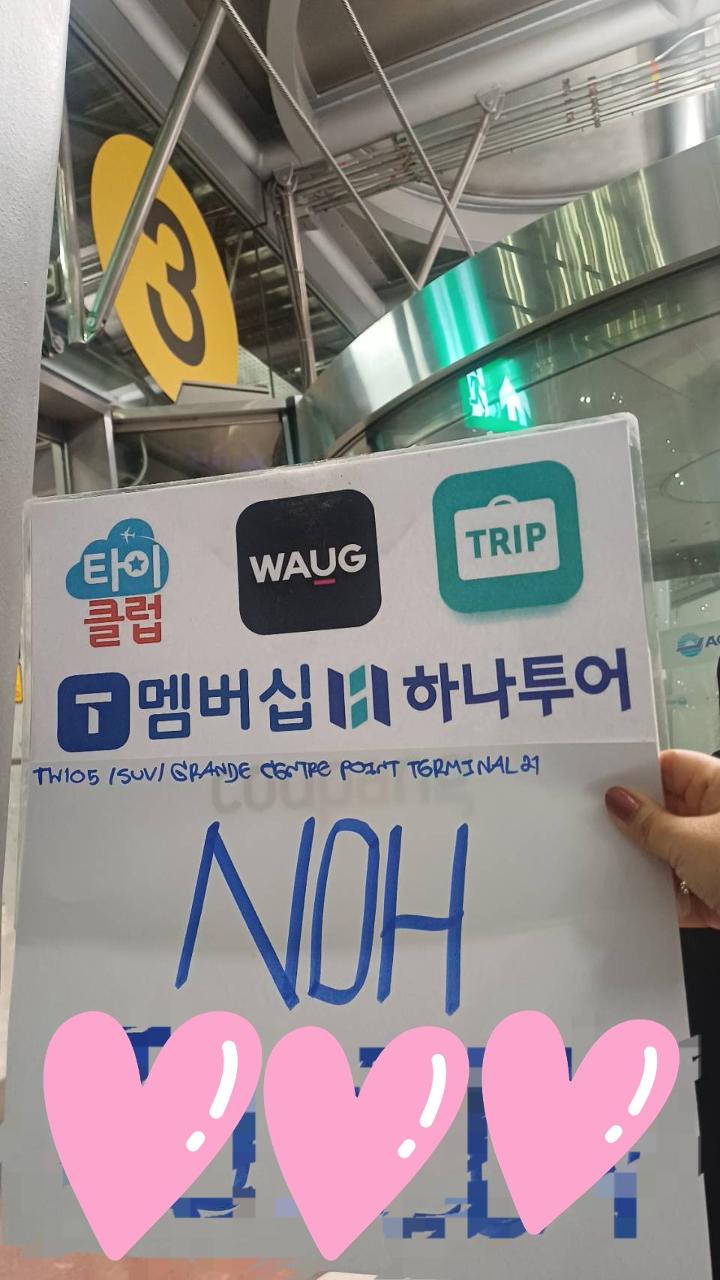 3
타이
클럽
WAUG
TRIP
T 멤버십 하나투어
TW105 /SUV/ GRANDE CENTRE POINT TERMINAL 21
NOH